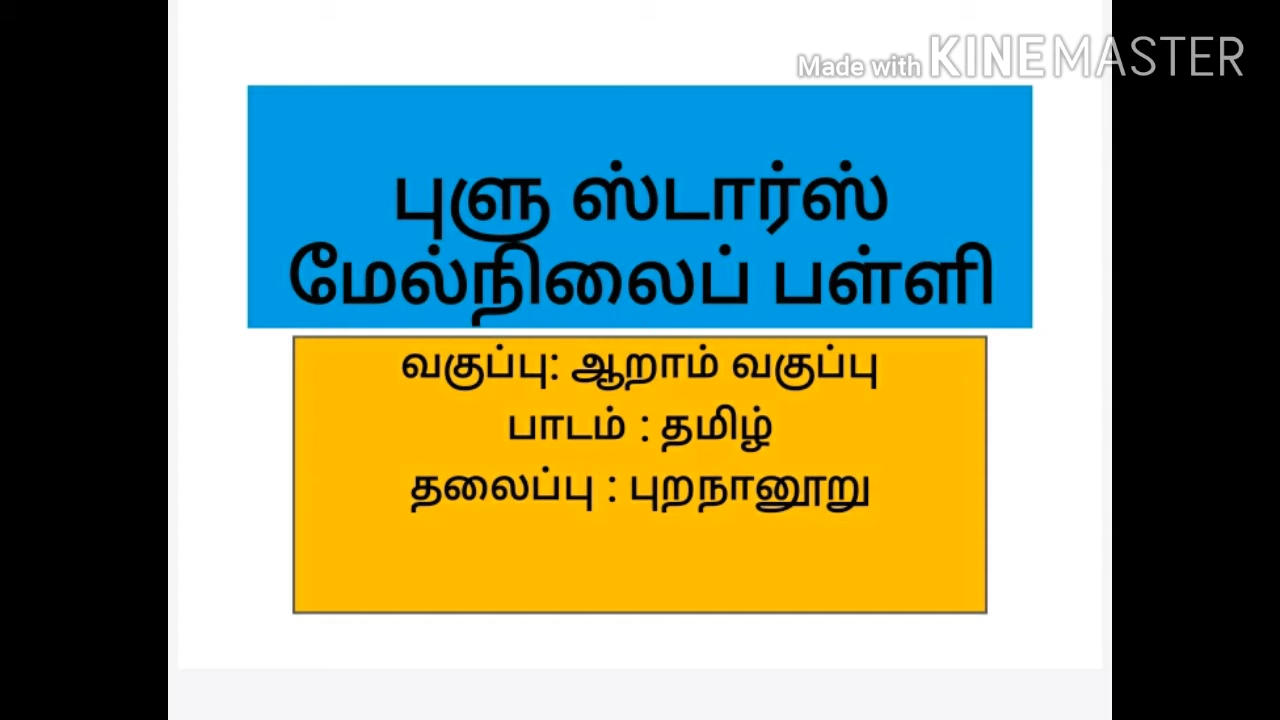 Made with KINEMASTER
புளு ஸ்டார்ஸ்
மேல்நிலைப் பள்ளி
வகுப்பு: ஆறாம் வகுப்பு
பாடம் : தமிழ்
தலைப்பு : புறநானூறு